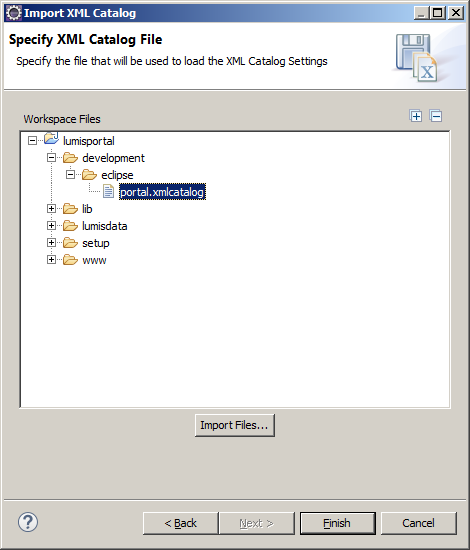 Import XML Catalog
Specify XML Catalog File
Specify the file that will be used to load the XML Catalog Settings
Workspace Files
lumisportal
development
eclipse
portal.xmlcatalog
lib
lumisdata
setup
www
Import Files...
< Back
Next >
Finish
Cancel